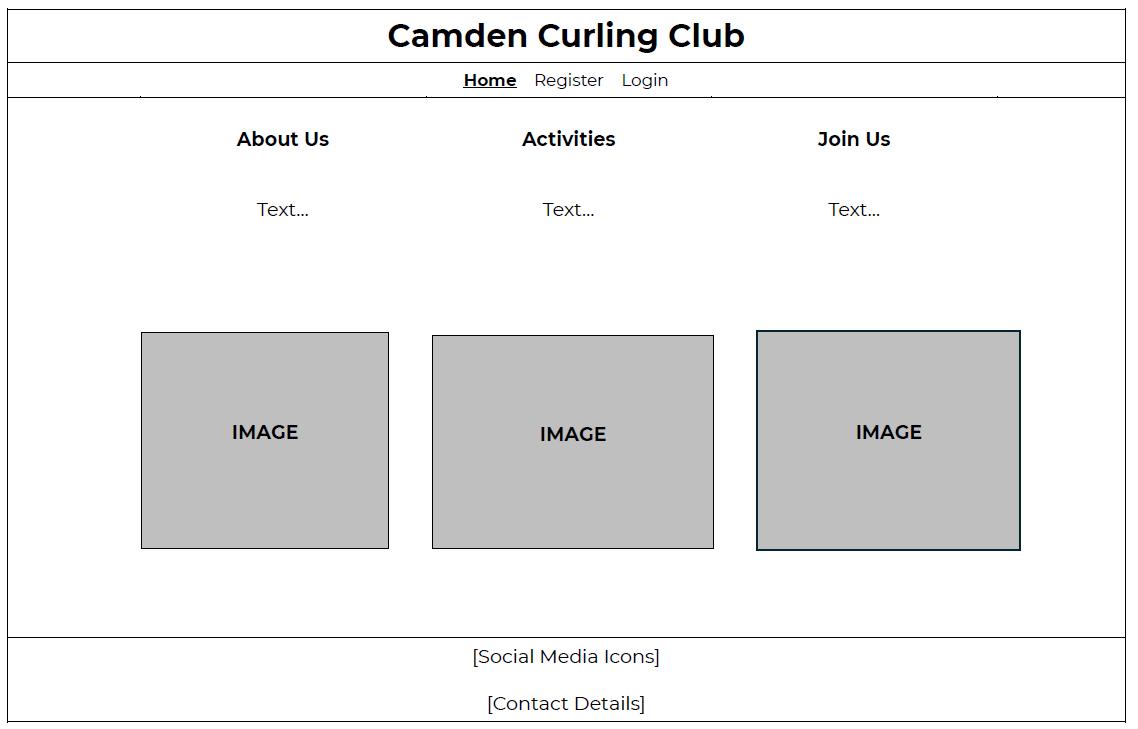 Camden Curling Club
Home Register Login
About Us Activities Join Us
Text... Text... Text...
IMAGE IMAGE IMAGE
[Social Media Icons]
[Contact Details]